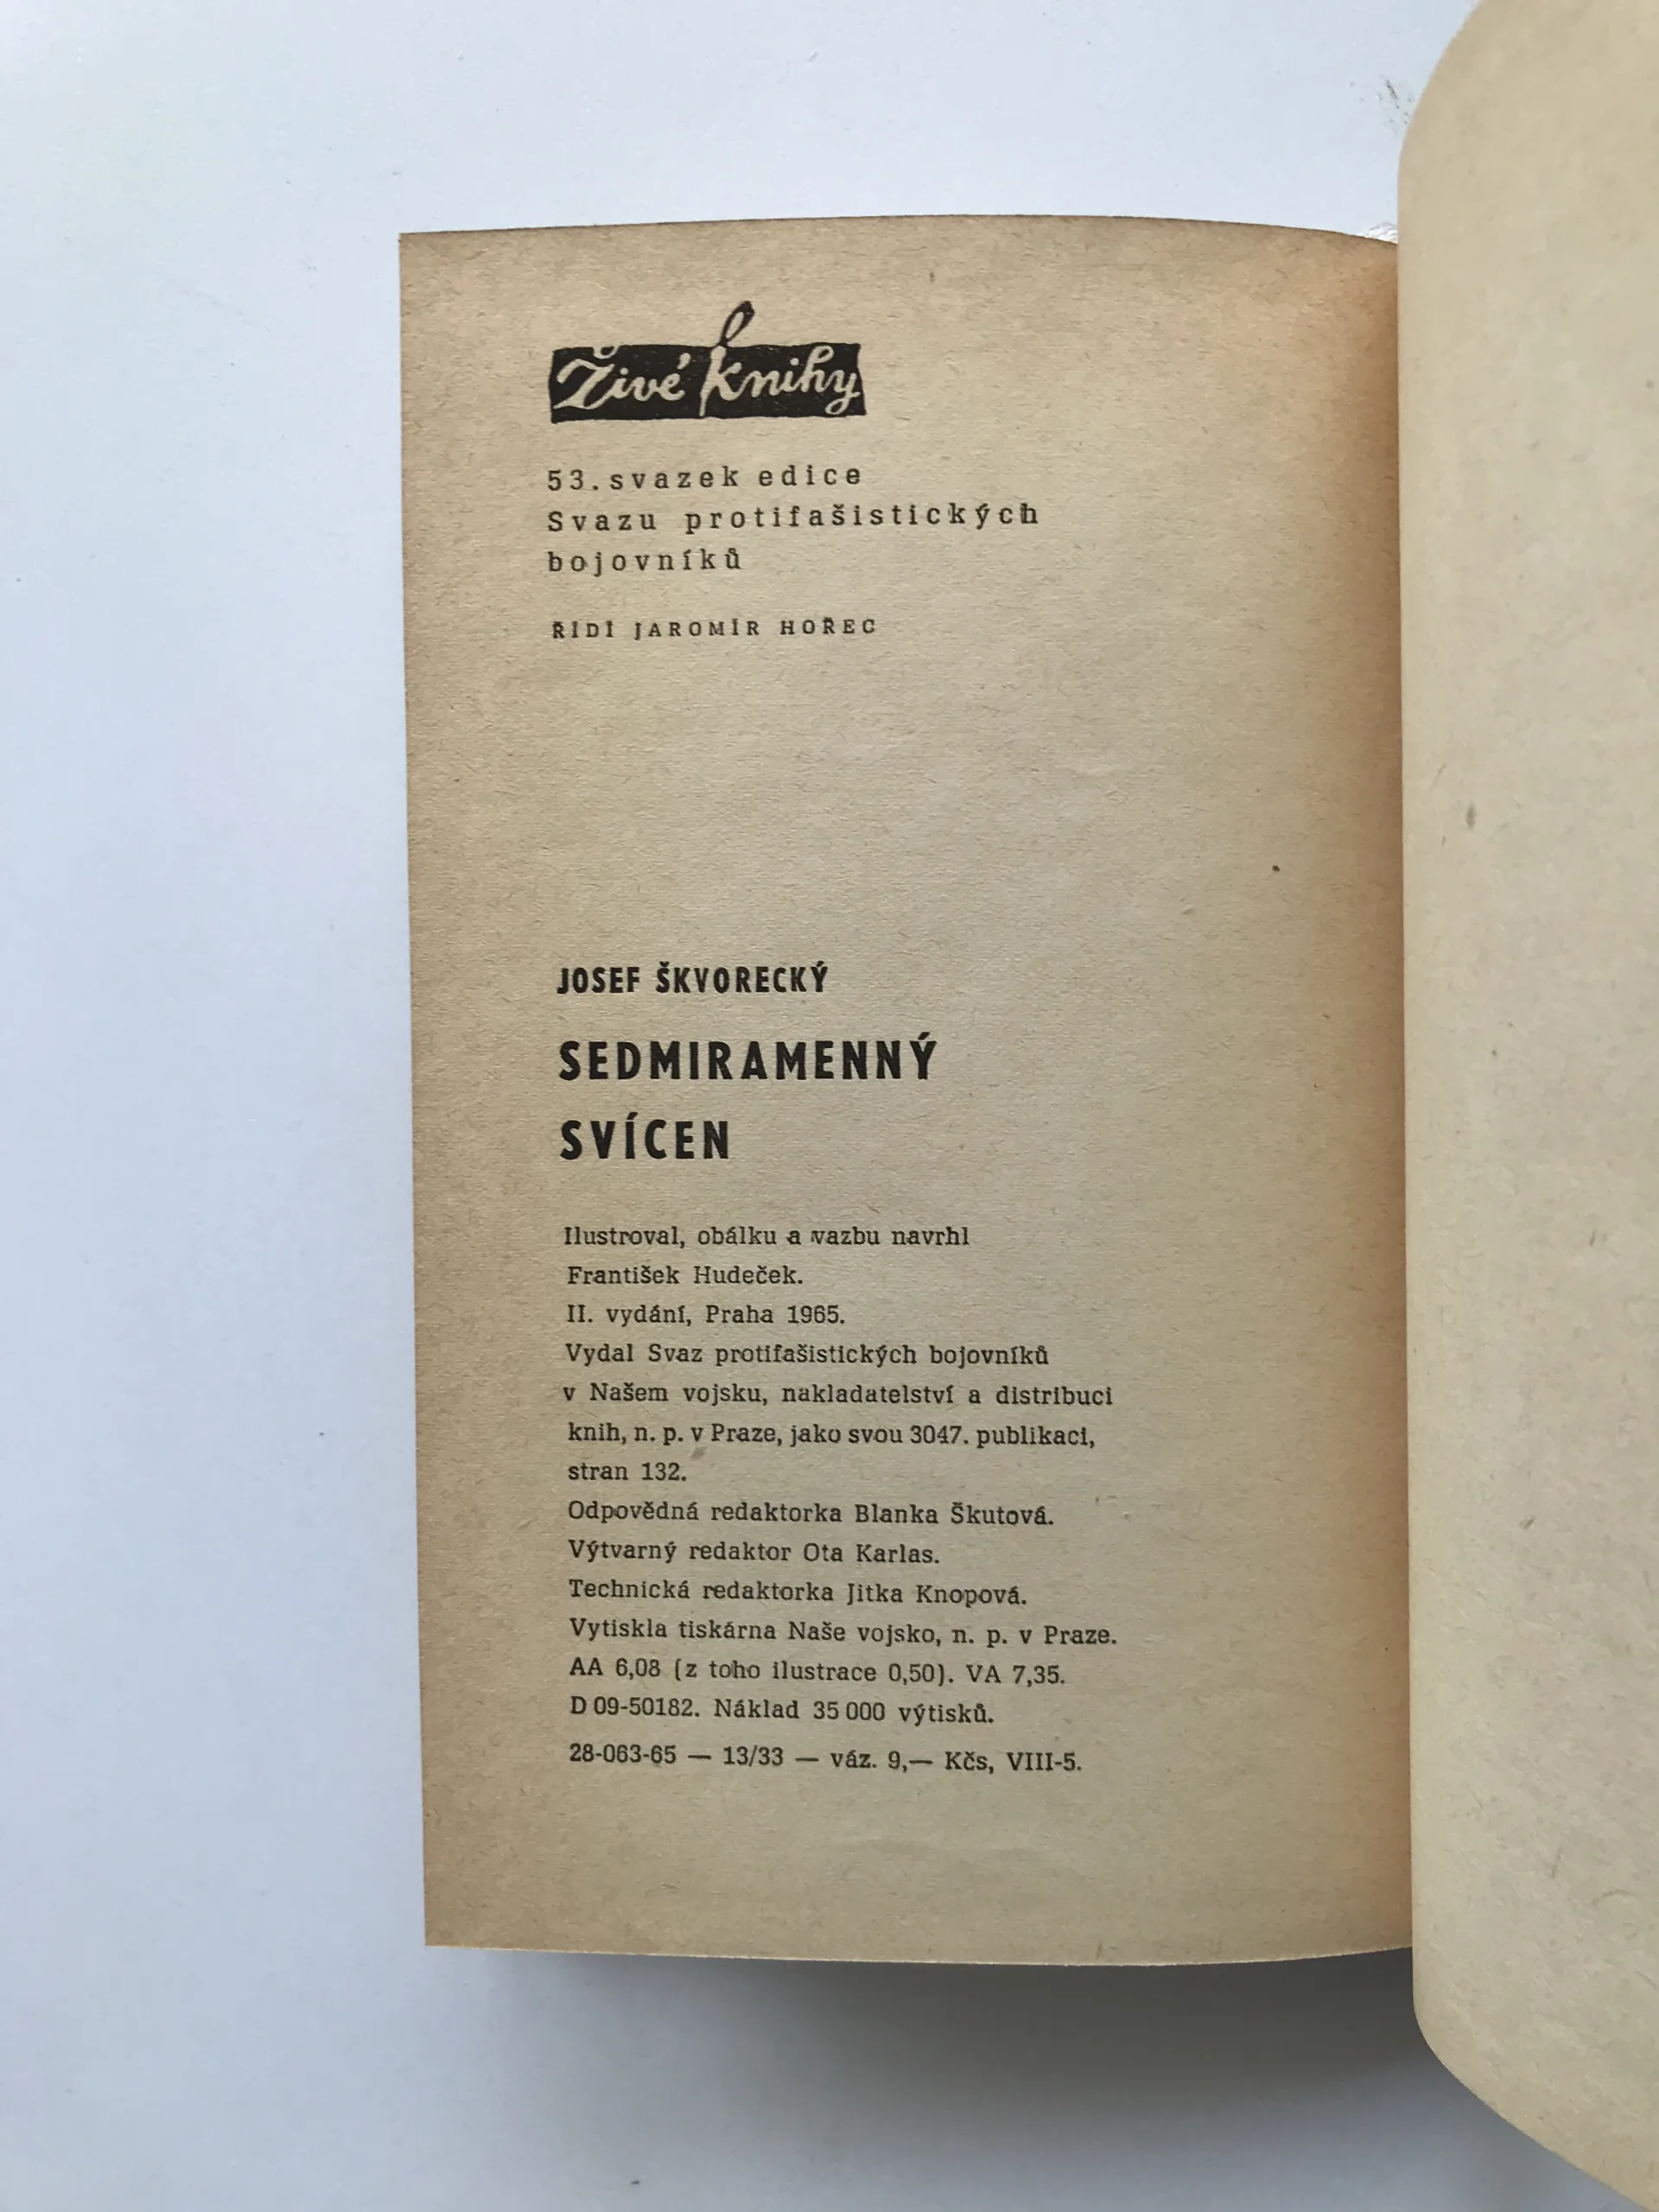 Živé knihy
53. svazek edice
Svazu protifašistických
bojovníků
ŘÍDÍ JAROMÍR HOŘEC
JOSEF ŠKVORECKÝ
SEDMIRAMENNÝ
SVÍCEN
Ilustroval, obálku a vazbu navrhl
František Hudeček.
II. vydání, Praha 1965.
Vydal Svaz protifašistických bojovníků
v Našem vojsku, nakladatelství a distribuci
knih, n. p. v Praze, jako svou 3047. publikaci,
stran 132.
Odpovědná redaktorka Blanka Škutová.
Výtvarný redaktor Ota Karlas.
Technická redaktorka Jitka Knopová.
Vytiskla tiskárna Naše vojsko, n. p. v Praze.
AA 6,08 (z toho ilustrace 0,50). VA 7,35.
D 09-50182. Náklad 35 000 výtisků.
28-063-65 — 13/33 — váz. 9,— Kčs, VIII-5.